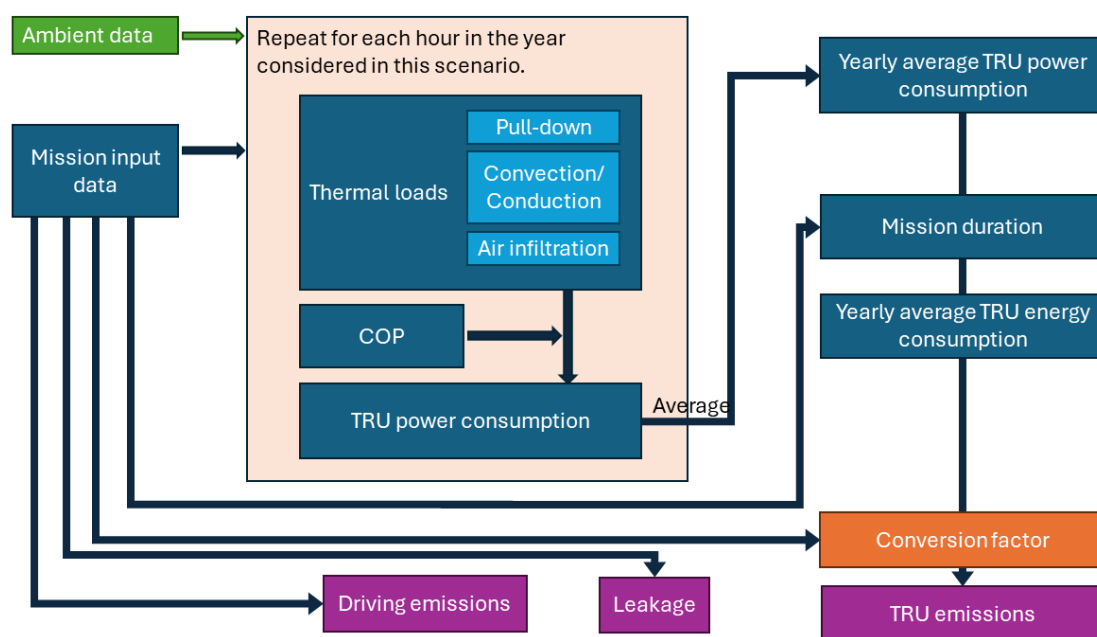 Ambient data
Repeat for each hour in the year
considered in this scenario.
Yearly average TRU power
consumption
Mission input
data
Thermal loads
Pull-down
Convection/
Conduction
Air infiltration
Mission duration
Yearly average TRU energy
consumption
COP
TRU power consumption
Average
Conversion factor
Driving emissions
Leakage
TRU emissions